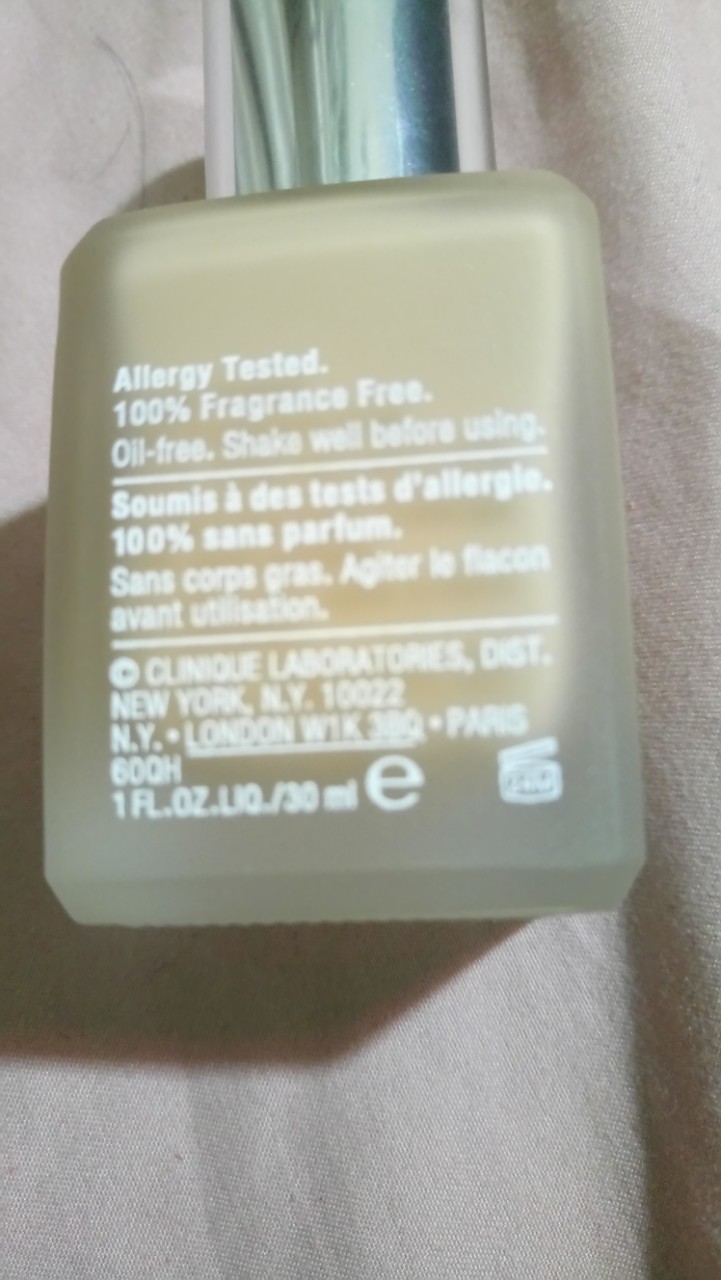 Allergy Tested.
100% Fragrance Free.
Oil-free. Shake well before using.
Soumis à des tests d'allergie.
100% sans parfum.
Sans corps gras. Agiter le flacon
avant utilisation.
© CLINIQUE LABORATORIES, DIST.
NEW YORK, N.Y. 10022
N.Y. • LONDON W1K 3BQ • PARIS
60QH
1 FL.OZ.LIQ./30 ml e
24M